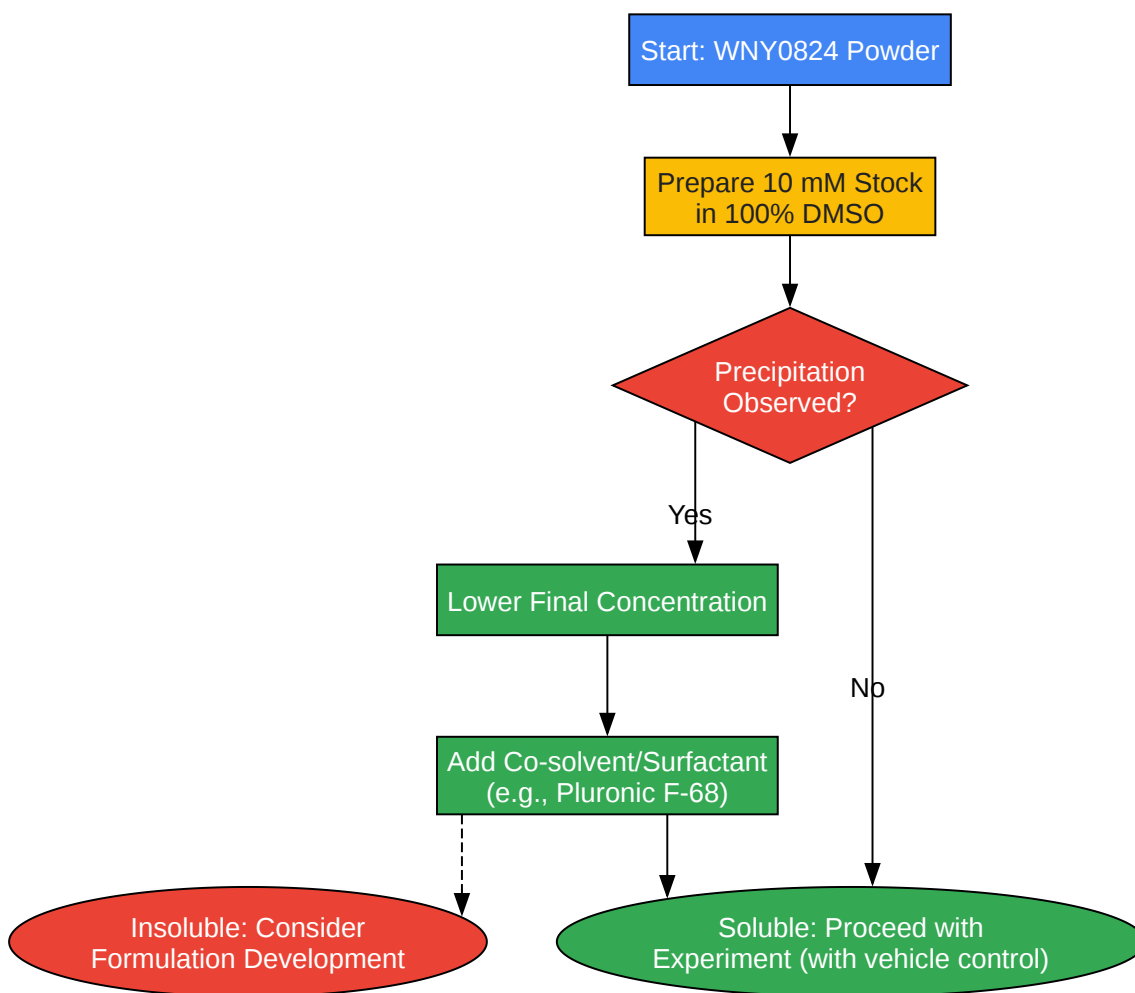 Start: WNY0824 Powder
Prepare 10 mM Stock
in 100% DMSO
Precipitation
Observed?
Yes
Lower Final Concentration
No
Add Co-solvent/Surfactant
(e.g., Pluronic F-68)
Insoluble: Consider
Formulation Development
Soluble: Proceed with
Experiment (with vehicle control)